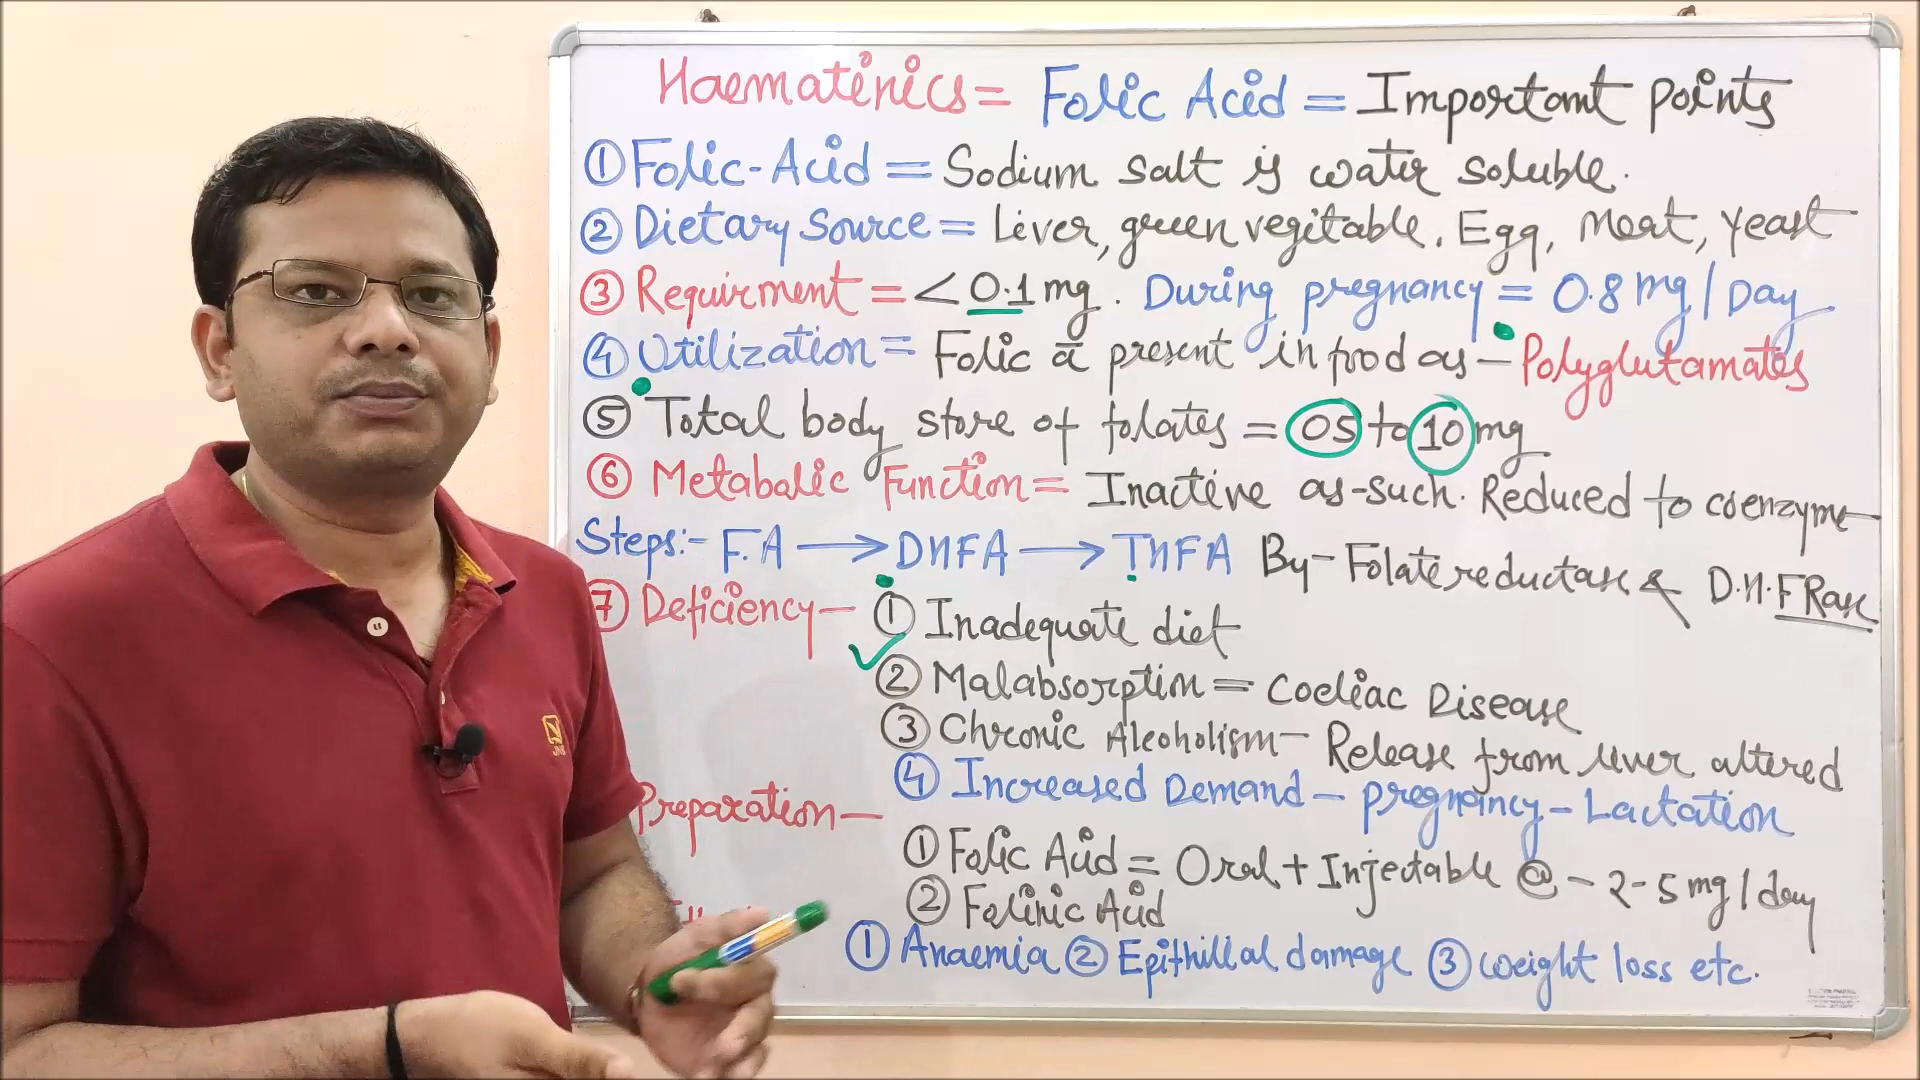 Haematinics = Folic Acid = Important points
① Folic-Acid = Sodium salt is water soluble.
② Dietary Source = Liver, green vegitable, Egg, Meat, yeast
③ Requirment = < 0.1 mg. During pregnancy = 0.8 mg / Day
④ Utilization = Folic a present in food as – Polyglutamates
⑤ Total body store of folates = 05 to 10 mg
⑥ Metabalic Function = Inactive as-such. Reduced to coenzyme
Steps:- F.A → DHFA → THFA By – Folate reductase & D.H.FRase
⑦ Deficiency – ① Inadequate diet
② Malabsorption = Coeliac Disease
③ Chronic Alcoholism – Release from liver altered
④ Increased Demand – pregnancy – Lactation
Preparation –
① Folic Acid = Oral + Injectable @ – 2-5 mg / day
② Folinic Acid
① Anaemia ② Epithillial damage ③ weight loss etc.